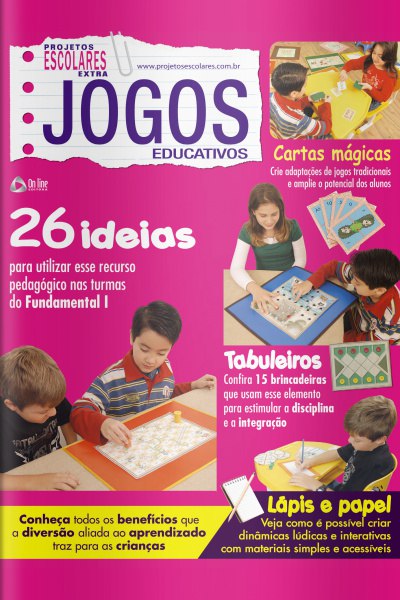 PROJETOS
ESCOLARES
EXTRA
www.projetosescolares.com.br
JOGOS
EDUCATIVOS
On line
EDITORA
Cartas mágicas
Crie adaptações de jogos tradicionais
e amplie o potencial dos alunos
26 ideias
para utilizar esse recurso
pedagógico nas turmas
do Fundamental I
Tabuleiros
Confira 15 brincadeiras
que usam esse elemento
para estimular a disciplina
e a integração
Lápis e papel
Veja como é possível criar
dinâmicas lúdicas e interativas
com materiais simples e acessíveis
Conheça todos os benefícios que
a diversão aliada ao aprendizado
traz para as crianças